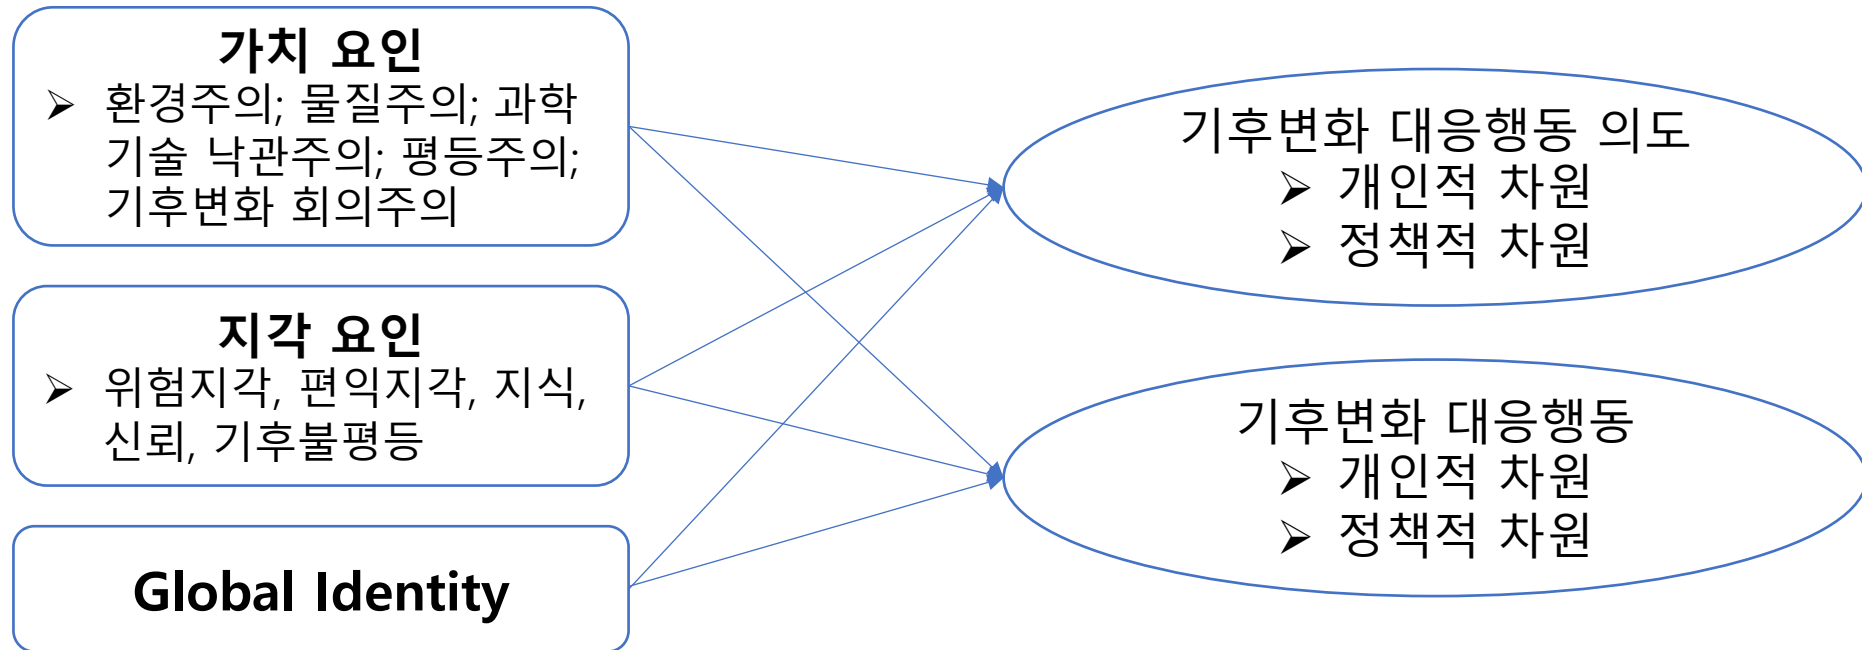 가치 요인
➢ 환경주의; 물질주의; 과학
기술 낙관주의; 평등주의;
기후변화 회의주의
지각 요인
➢ 위험지각, 편익지각, 지식,
신뢰, 기후불평등
Global Identity
기후변화 대응행동 의도
➢ 개인적 차원
➢ 정책적 차원
기후변화 대응행동
➢ 개인적 차원
➢ 정책적 차원